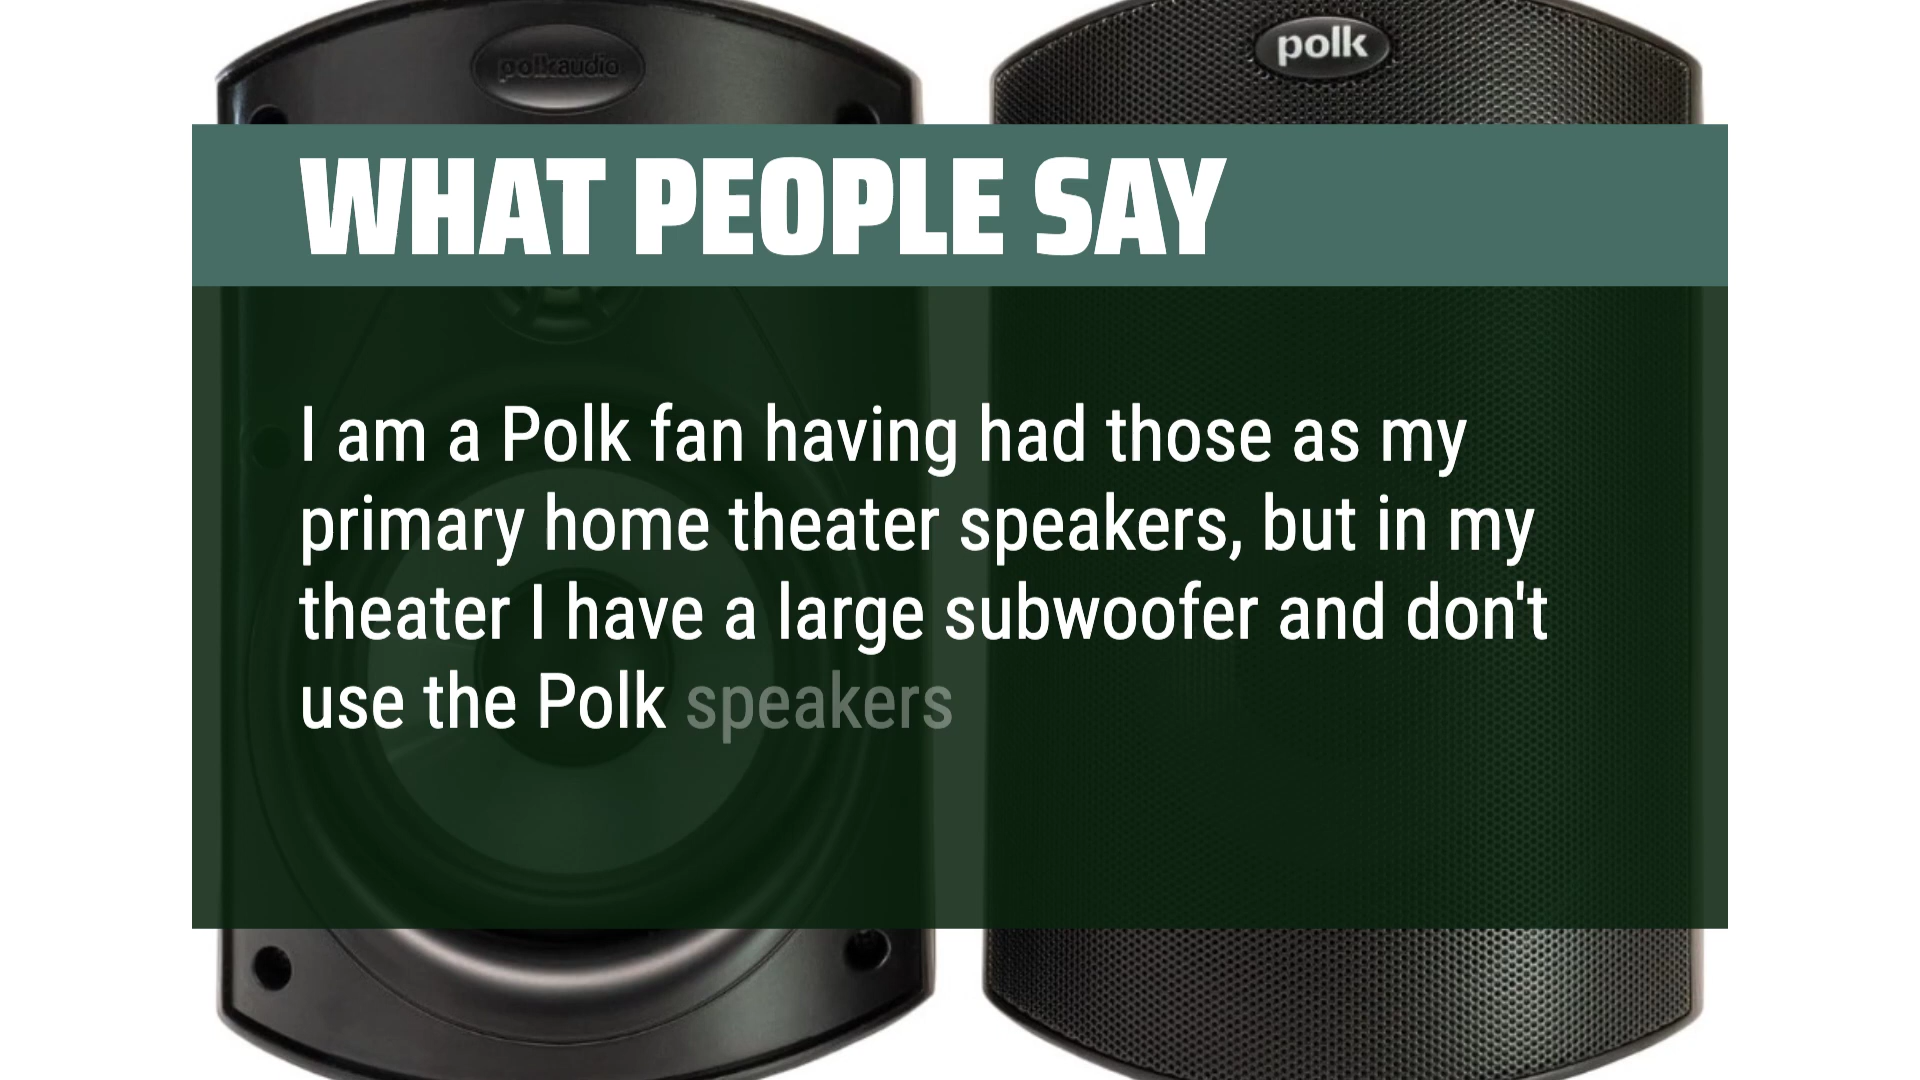 polkaudio
polk
WHAT PEOPLE SAY
I am a Polk fan having had those as my
primary home theater speakers, but in my
theater I have a large subwoofer and don't
use the Polk speakers